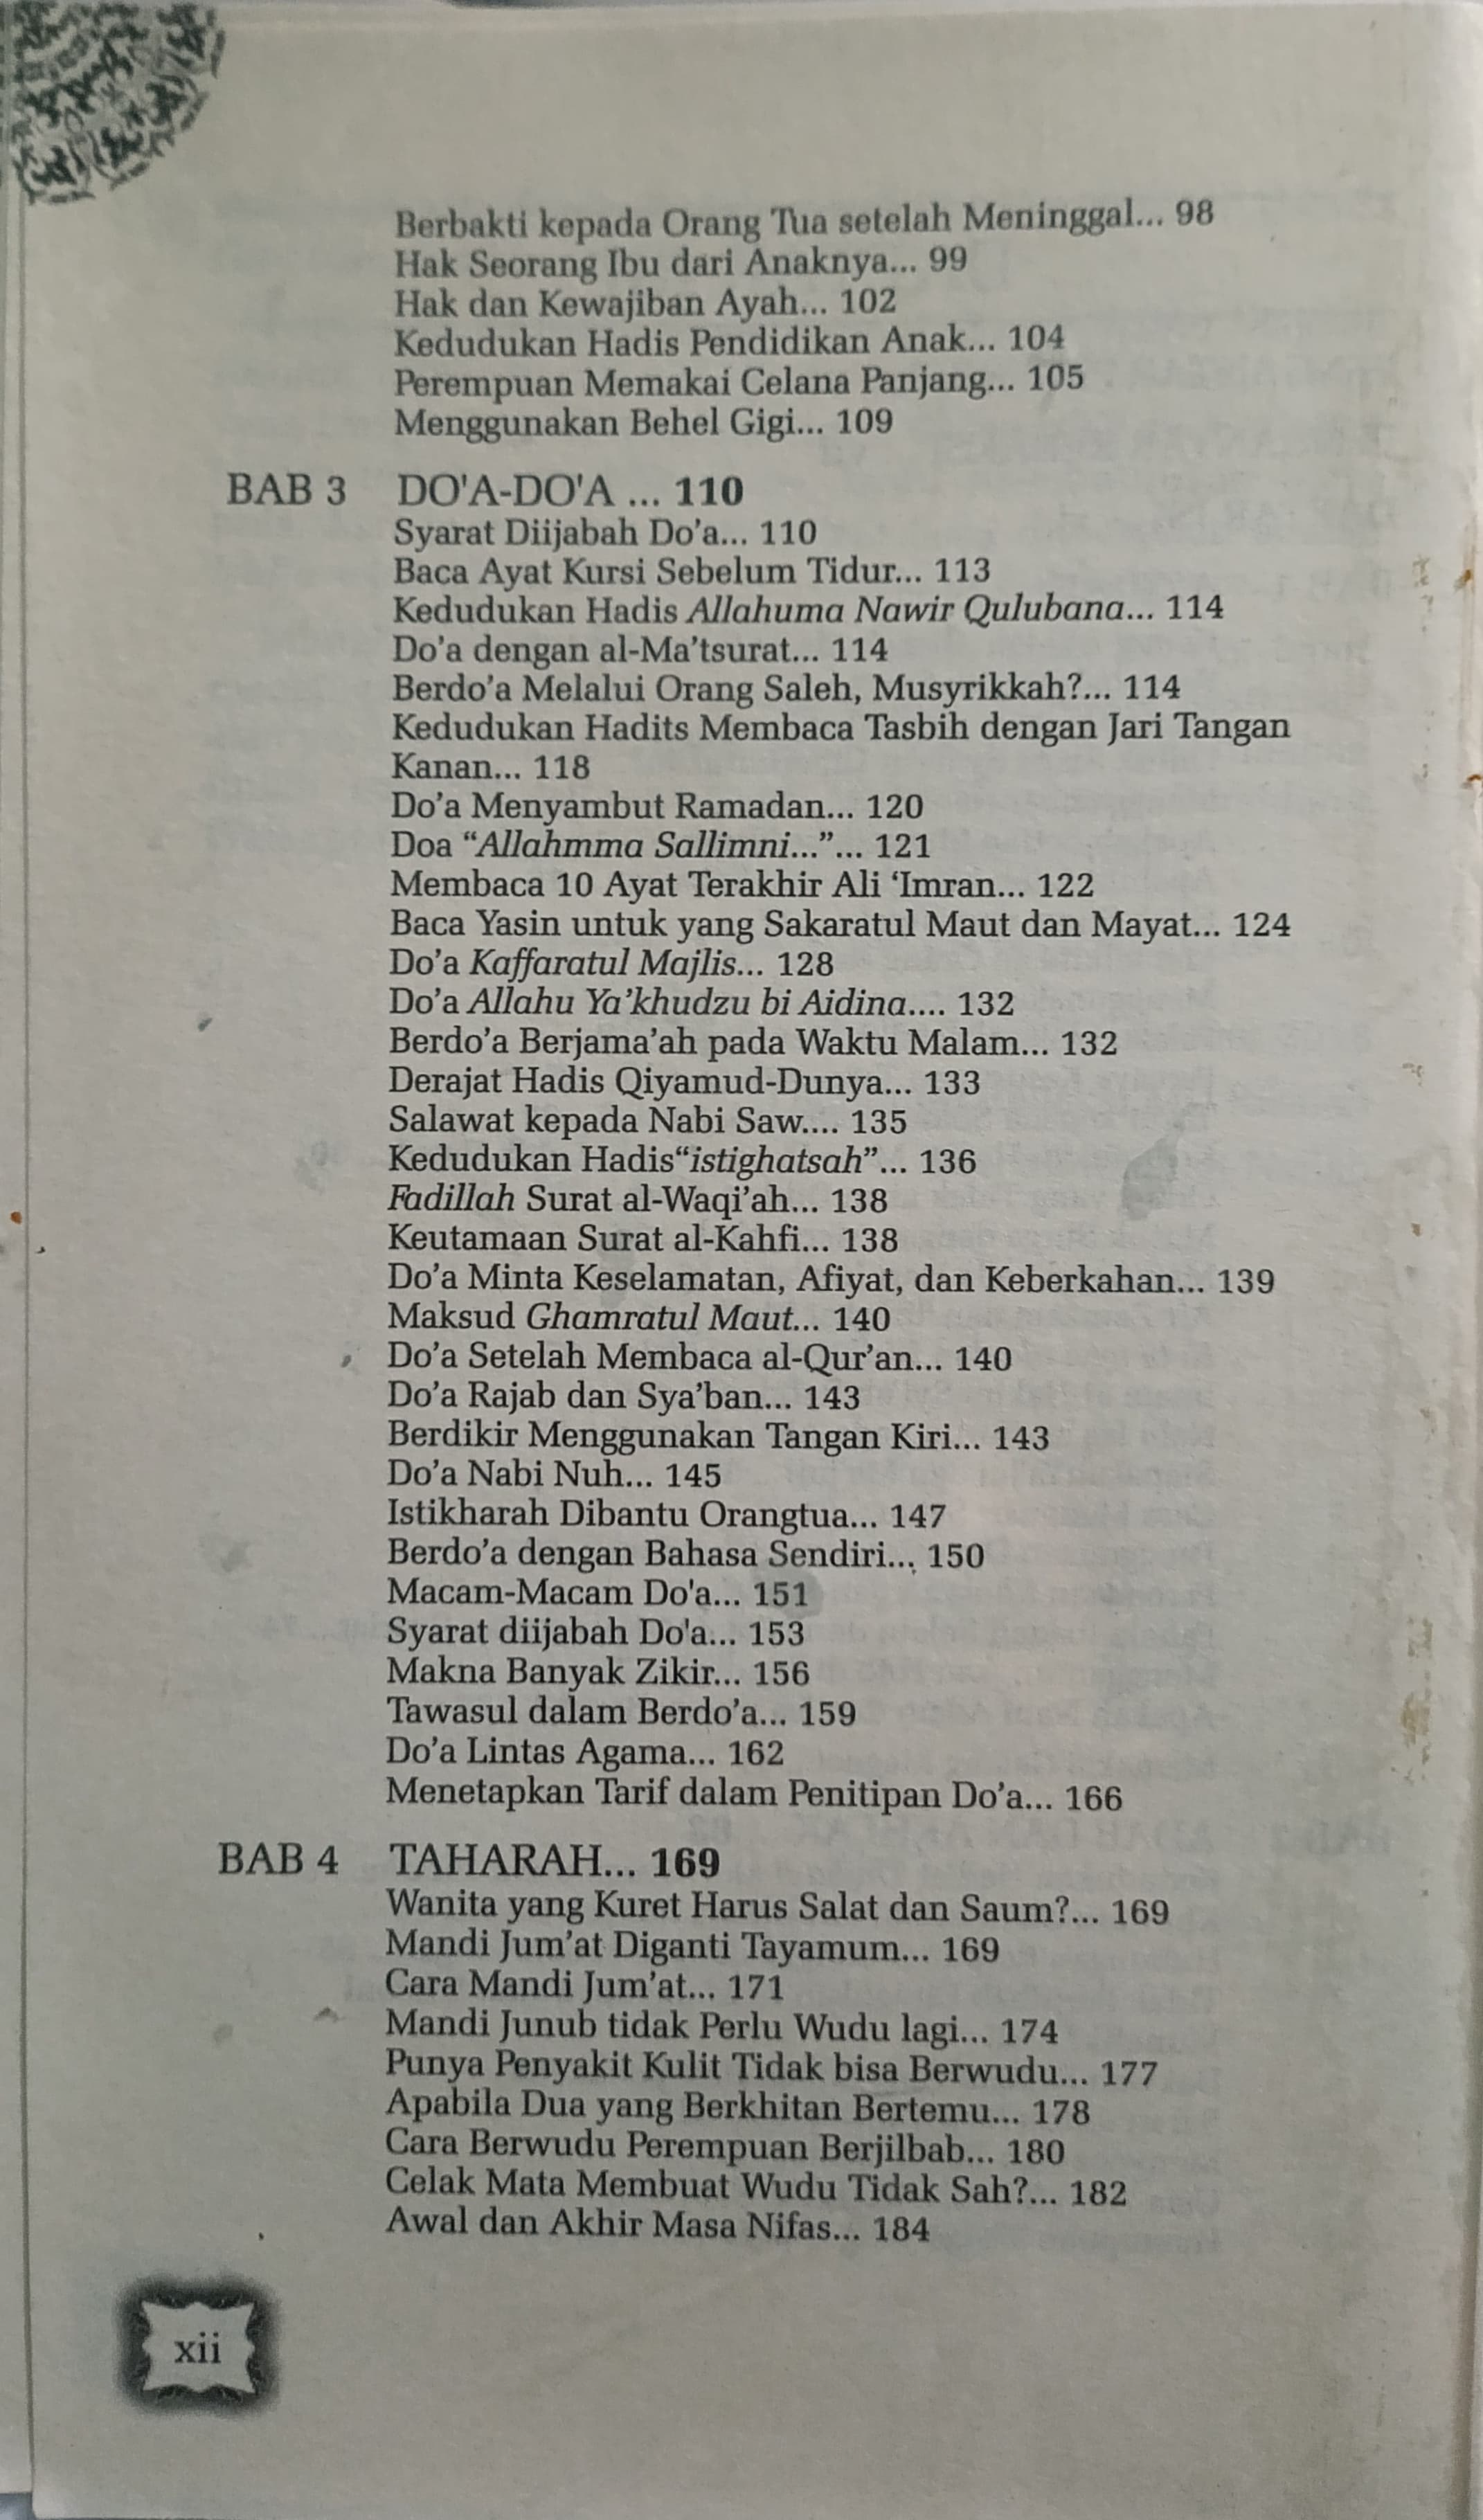 Berbakti kepada Orang Tua setelah Meninggal... 98
Hak Seorang Ibu dari Anaknya... 99
Hak dan Kewajiban Ayah... 102
Kedudukan Hadis Pendidikan Anak... 104
Perempuan Memakai Celana Panjang... 105
Menggunakan Behel Gigi... 109
BAB 3 DO'A-DO'A ... 110
Syarat Diijabah Do’a... 110
Baca Ayat Kursi Sebelum Tidur... 113
Kedudukan Hadis Allahuma Nawir Qulubana... 114
Do’a dengan al-Ma’tsurat... 114
Berdo’a Melalui Orang Saleh, Musyrikkah?... 114
Kedudukan Hadits Membaca Tasbih dengan Jari Tangan
Kanan... 118
Do’a Menyambut Ramadan... 120
Doa “Allahmma Sallimni...”... 121
Membaca 10 Ayat Terakhir Ali ‘Imran... 122
Baca Yasin untuk yang Sakaratul Maut dan Mayat... 124
Do’a Kaffaratul Majlis... 128
Do’a Allahu Ya’khudzu bi Aidina.... 132
Berdo’a Berjama’ah pada Waktu Malam... 132
Derajat Hadis Qiyamud-Dunya... 133
Salawat kepada Nabi Saw.... 135
Kedudukan Hadis“istighatsah”... 136
Fadillah Surat al-Waqi’ah... 138
Keutamaan Surat al-Kahfi... 138
Do’a Minta Keselamatan, Afiyat, dan Keberkahan... 139
Maksud Ghamratul Maut... 140
Do’a Setelah Membaca al-Qur’an... 140
Do’a Rajab dan Sya’ban... 143
Berdikir Menggunakan Tangan Kiri... 143
Do’a Nabi Nuh... 145
Istikharah Dibantu Orangtua... 147
Berdo’a dengan Bahasa Sendiri... 150
Macam-Macam Do'a... 151
Syarat diijabah Do'a... 153
Makna Banyak Zikir... 156
Tawasul dalam Berdo’a... 159
Do’a Lintas Agama... 162
Menetapkan Tarif dalam Penitipan Do’a... 166
BAB 4 TAHARAH... 169
Wanita yang Kuret Harus Salat dan Saum?... 169
Mandi Jum’at Diganti Tayamum... 169
Cara Mandi Jum’at... 171
Mandi Junub tidak Perlu Wudu lagi... 174
Punya Penyakit Kulit Tidak bisa Berwudu... 177
Apabila Dua yang Berkhitan Bertemu... 178
Cara Berwudu Perempuan Berjilbab... 180
Celak Mata Membuat Wudu Tidak Sah?... 182
Awal dan Akhir Masa Nifas... 184
xii